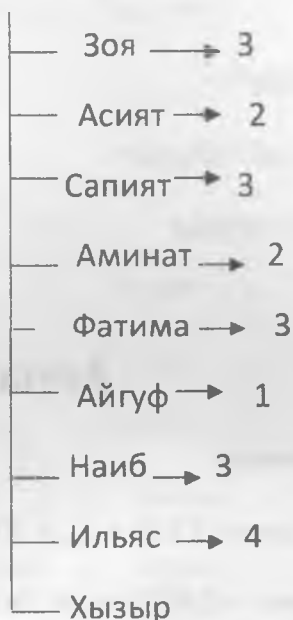 Зоя → 3
Асият → 2
Сапият → 3
Аминат → 2
Фатима → 3
Айгуф → 1
Наиб → 3
Ильяс → 4
Хызыр